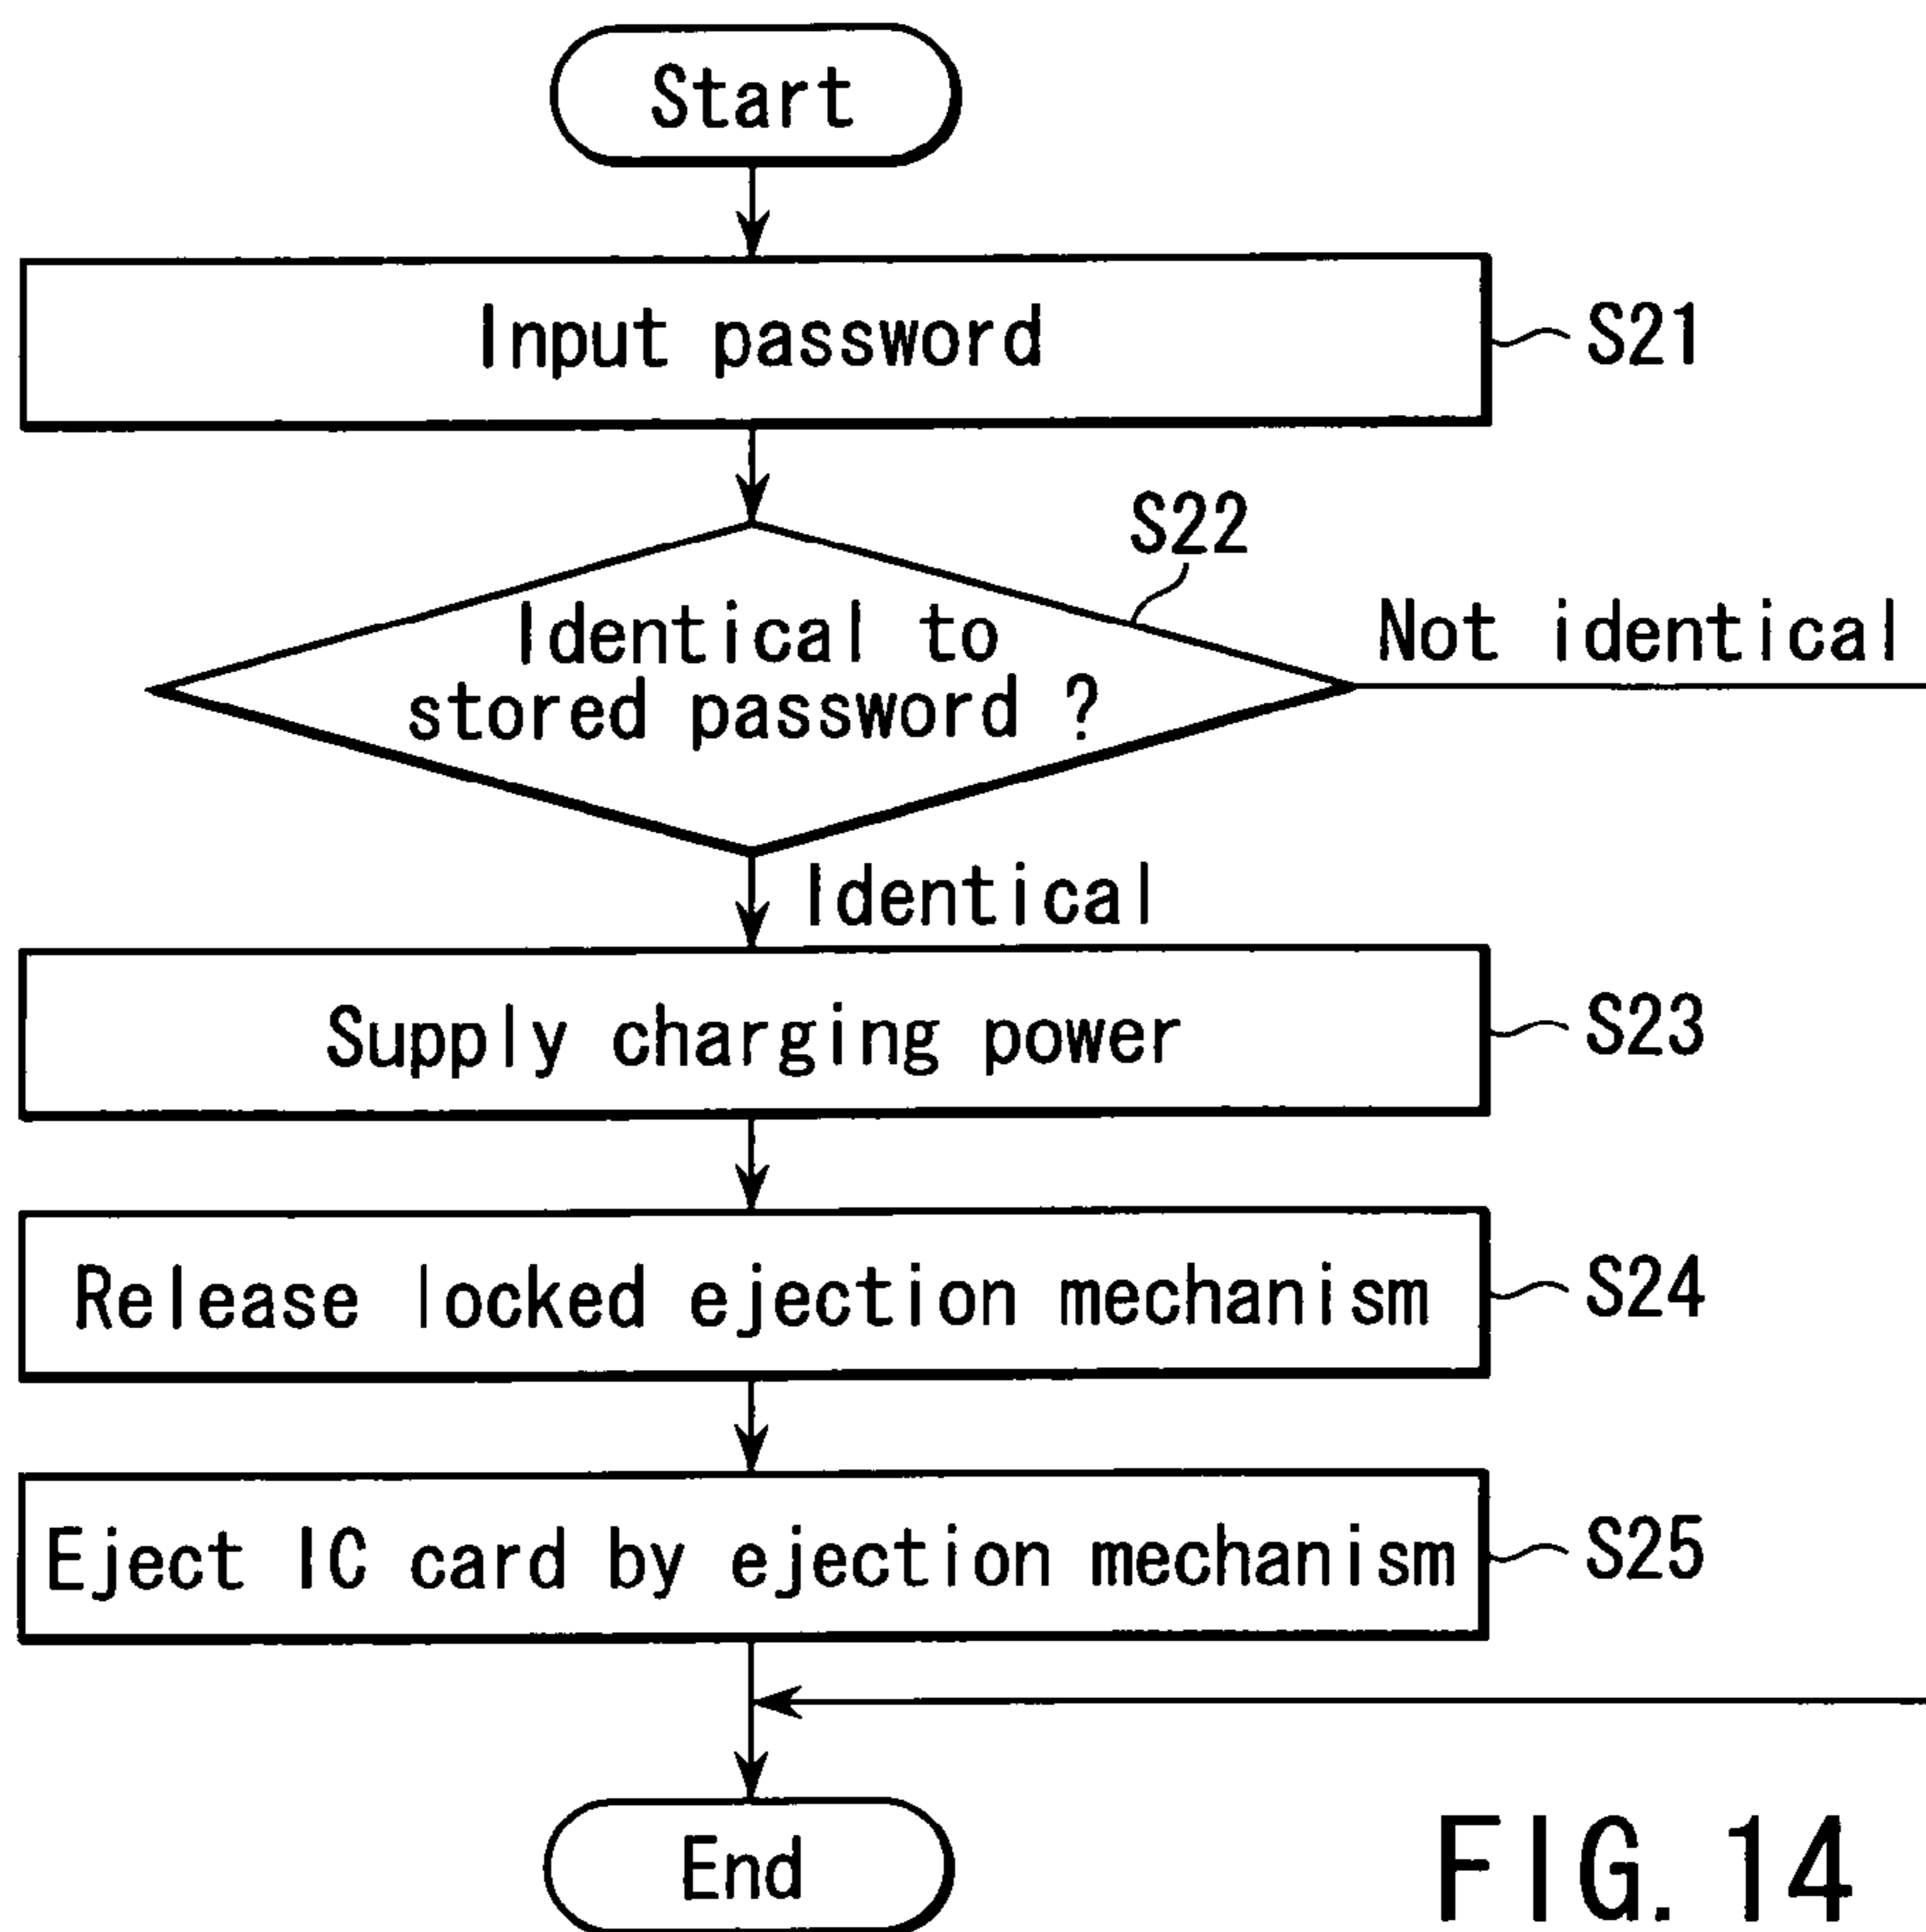 Start
Input password
S21
S22
Identical to
stored password ?
Not identical
Identical
Supply charging power
S23
Release locked ejection mechanism
S24
Eject IC card by ejection mechanism
S25
End
FIG. 14